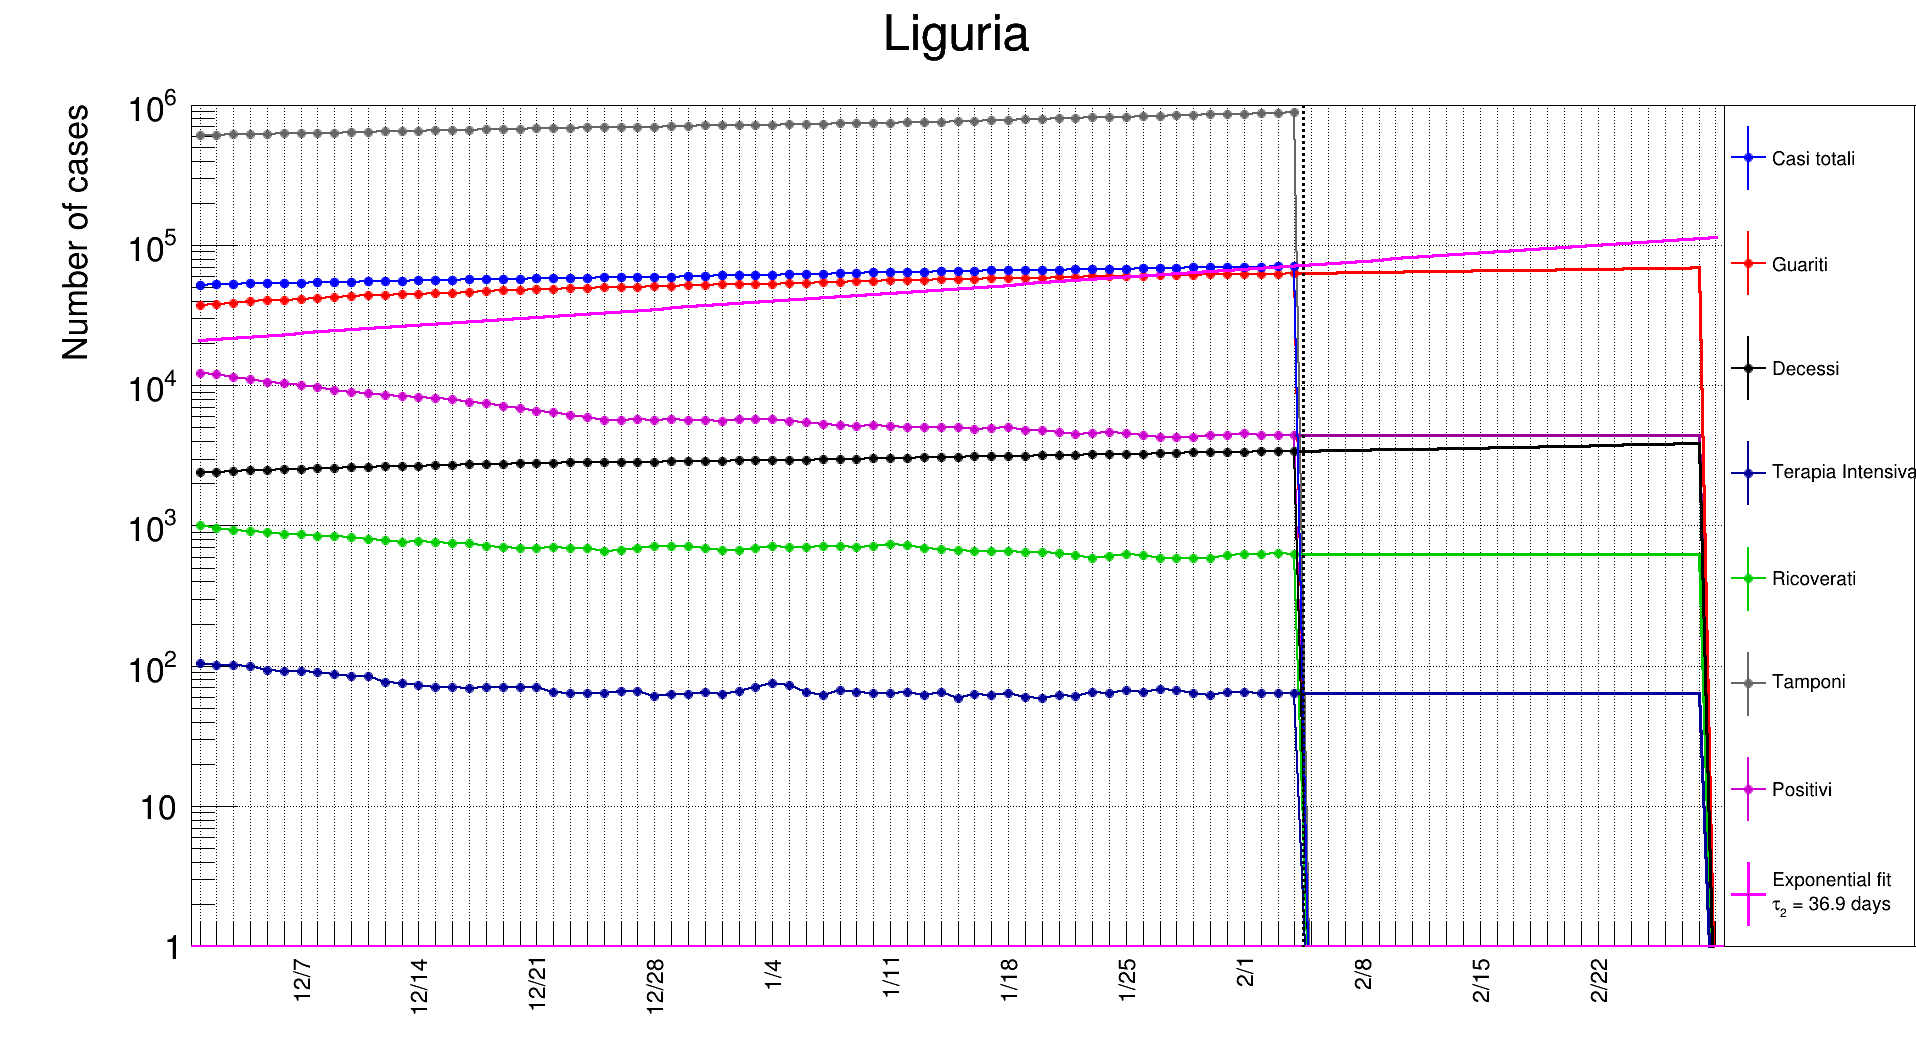 Liguria
Number of cases
10^6
10^5
10^4
10^3
10^2
10
1
12/7
12/14
12/21
12/28
1/4
1/11
1/18
1/25
2/1
2/8
2/15
2/22
Casi totali
Guariti
Decessi
Terapia Intensiva
Ricoverati
Tamponi
Positivi
Exponential fit
τ_2 = 36.9 days